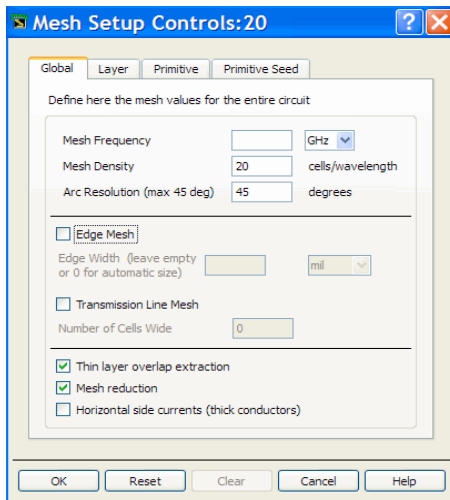 Mesh Setup Controls:20
Global Layer Primitive Primitive Seed
Define here the mesh values for the entire circuit
Mesh Frequency GHz
Mesh Density 20 cells/wavelength
Arc Resolution (max 45 deg) 45 degrees
Edge Mesh
Edge Width (leave empty
or 0 for automatic size) mil
Transmission Line Mesh
Number of Cells Wide 0
Thin layer overlap extraction
Mesh reduction
Horizontal side currents (thick conductors)
OK Reset Clear Cancel Help